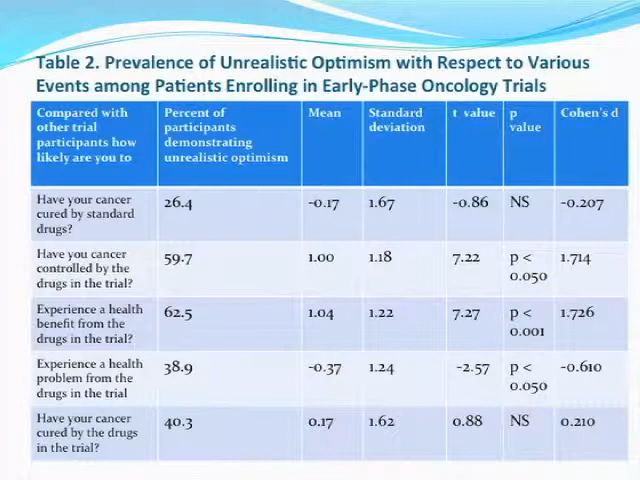 Table 2. Prevalence of Unrealistic Optimism with Respect to Various
Events among Patients Enrolling in Early-Phase Oncology Trials
Compared with
other trial
participants how
likely are you to
Percent of
participants
demonstrating
unrealistic optimism
Mean
Standard
deviation
t value
p
value
Cohen's d
Have your cancer
cured by standard
drugs?
26.4
-0.17
1.67
-0.86
NS
-0.207
Have you cancer
controlled by the
drugs in the trial?
59.7
1.00
1.18
7.22
p <
0.050
1.714
Experience a health
benefit from the
drugs in the trial?
62.5
1.04
1.22
7.27
p <
0.001
1.726
Experience a health
problem from the
drugs in the trial
38.9
-0.37
1.24
-2.57
p <
0.050
-0.610
Have your cancer
cured by the drugs
in the trial?
40.3
0.17
1.62
0.88
NS
0.210